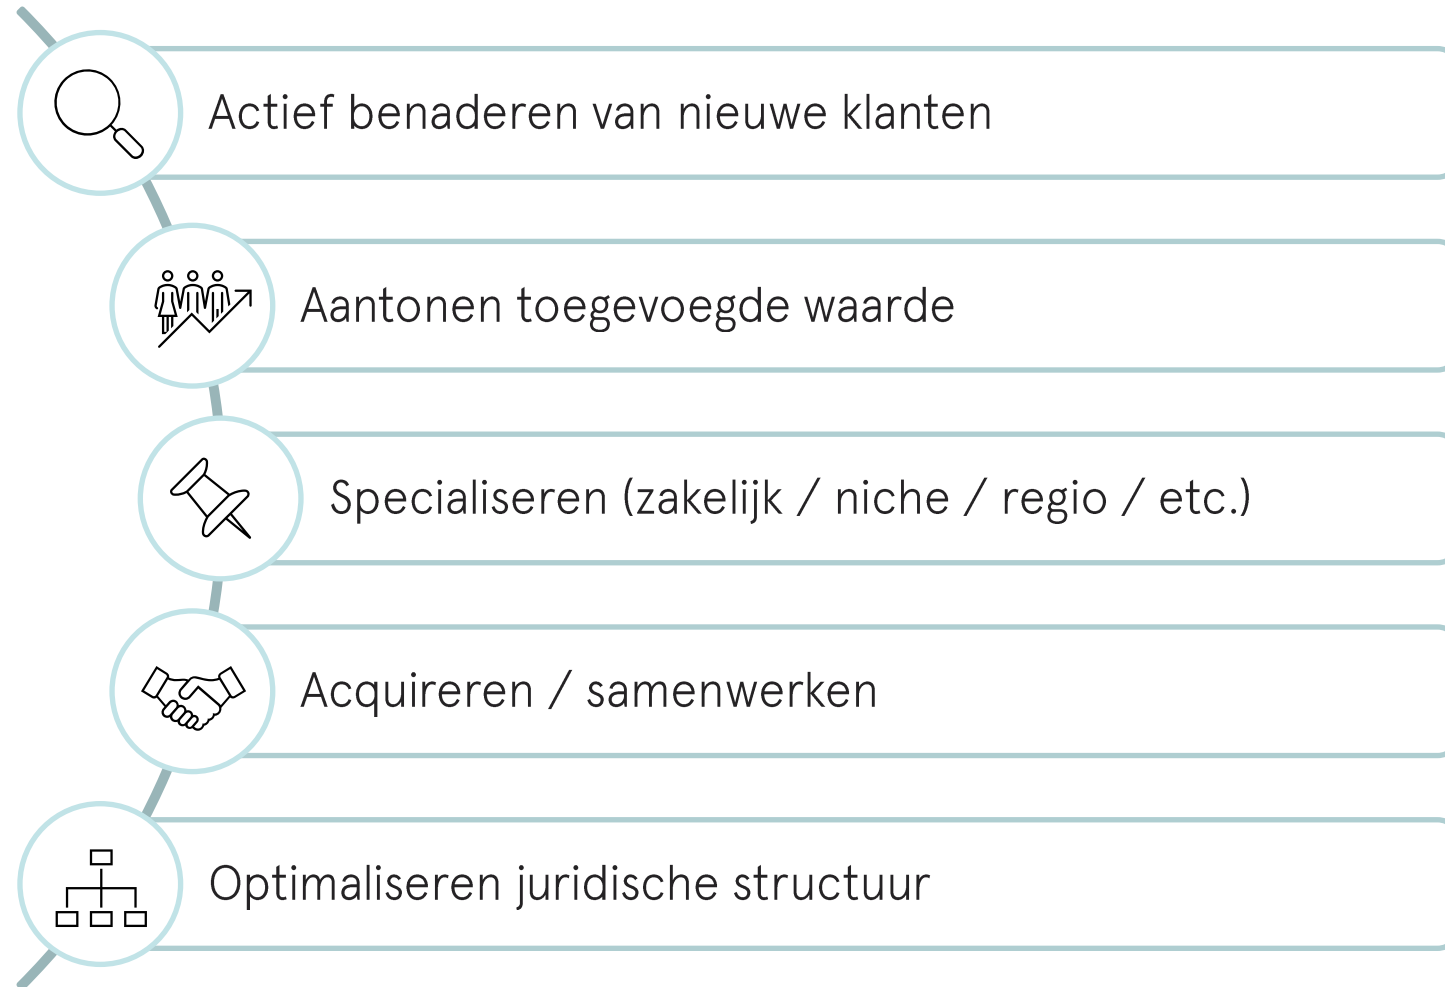 Actief benaderen van nieuwe klanten
Aantonen toegevoegde waarde
Specialiseren (zakelijk / niche / regio / etc.)
Acquireren / samenwerken
Optimaliseren juridische structuur